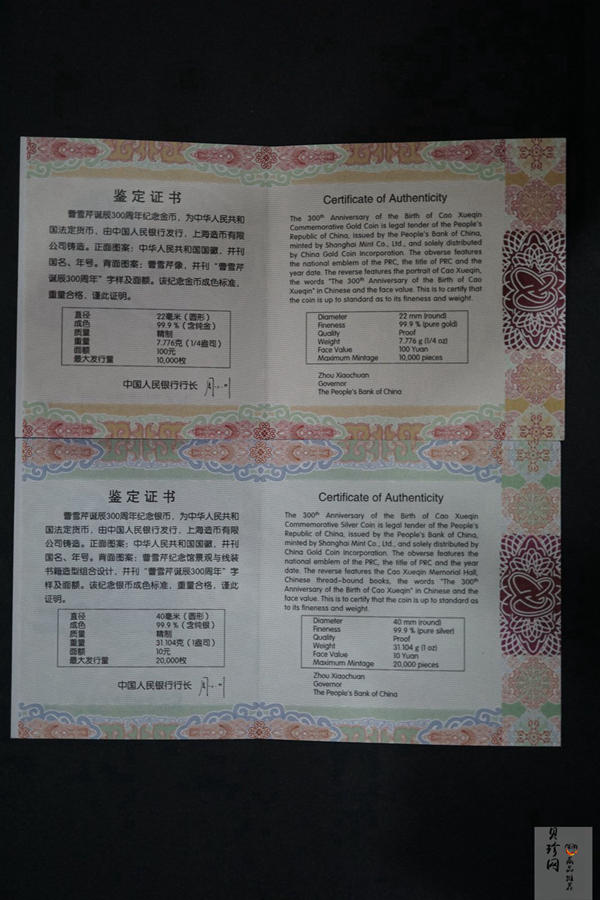 鉴定证书
曹雪芹诞辰300周年纪念金币，为中华人民共和
国法定货币，由中国人民银行发行，上海造币有限
公司铸造。正面图案：中华人民共和国国徽，并刊
国名、年号。背面图案：曹雪芹像，并刊“曹雪芹
诞辰300周年”字样及面额。该纪念金币成色标准，
重量合格，谨此证明。
直径 22毫米（圆形）
成色 99.9％（含纯金）
质量 精制
重量 7.776克（1/4盎司）
面额 100元
最大发行量 10,000枚
中国人民银行行长
Certificate of Authenticity
The 300th Anniversary of the Birth of Cao Xueqin
Commemorative Gold Coin is legal tender of the People's
Republic of China, issued by the People's Bank of China,
minted by Shanghai Mint Co., Ltd., and solely distributed
by China Gold Coin Incorporation. The obverse features
the national emblem of the PRC, the title of PRC and the
year date. The reverse features the portrait of Cao Xueqin,
the words "The 300th Anniversary of the Birth of Cao
Xueqin" in Chinese and the face value. This is to certify that
the coin is up to standard as to its fineness and weight.
Diameter 22 mm (round)
Fineness 99.9 % (pure gold)
Quality Proof
Weight 7.776 g (1/4 oz)
Face Value 100 Yuan
Maximum Mintage 10,000 pieces
Zhou Xiaochuan
Governor
The People's Bank of China
鉴定证书
曹雪芹诞辰300周年纪念银币，为中华人民共和
国法定货币，由中国人民银行发行，上海造币有限
公司铸造。正面图案：中华人民共和国国徽，并刊
国名、年号。背面图案：曹雪芹纪念馆景观与线装
书籍造型组合设计，并刊“曹雪芹诞辰300周年”字
样及面额。该纪念银币成色标准，重量合格，谨此
证明。
直径 40毫米（圆形）
成色 99.9％（含纯银）
质量 精制
重量 31.104克（1盎司）
面额 10元
最大发行量 20,000枚
中国人民银行行长
Certificate of Authenticity
The 300th Anniversary of the Birth of Cao Xueqin
Commemorative Silver Coin is legal tender of the People's
Republic of China, issued by the People's Bank of China,
minted by Shanghai Mint Co., Ltd., and solely distributed by
China Gold Coin Incorporation. The obverse features the
national emblem of the PRC, the title of PRC and the year
date. The reverse features the Cao Xueqin Memorial Hall,
Chinese thread-bound books, the words "The 300th
Anniversary of the Birth of Cao Xueqin" in Chinese and the
face value. This is to certify that the coin is up to standard as
to its fineness and weight.
Diameter 40 mm (round)
Fineness 99.9 % (pure silver)
Quality Proof
Weight 31.104 g (1 oz)
Face Value 10 Yuan
Maximum Mintage 20,000 pieces
Zhou Xiaochuan
Governor
The People's Bank of China
贝珍网